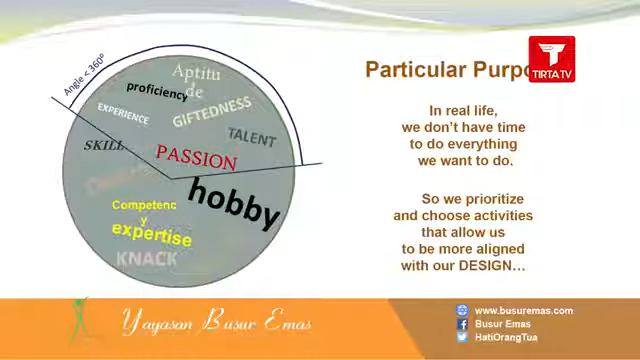 Angle < 360º
Aptitu
de
proficiency
EXPERIENCE
GIFTEDNESS
TALENT
SKILL
PASSION
hobby
Competenc
y
expertise
KNACK
Particular Purpo
TIRTA TV
In real life,
we don't have time
to do everything
we want to do.
So we prioritize
and choose activities
that allow us
to be more aligned
with our DESIGN...
Yayasan Busur Emas
www.busuremas.com
Busur Emas
HatiOrangTua